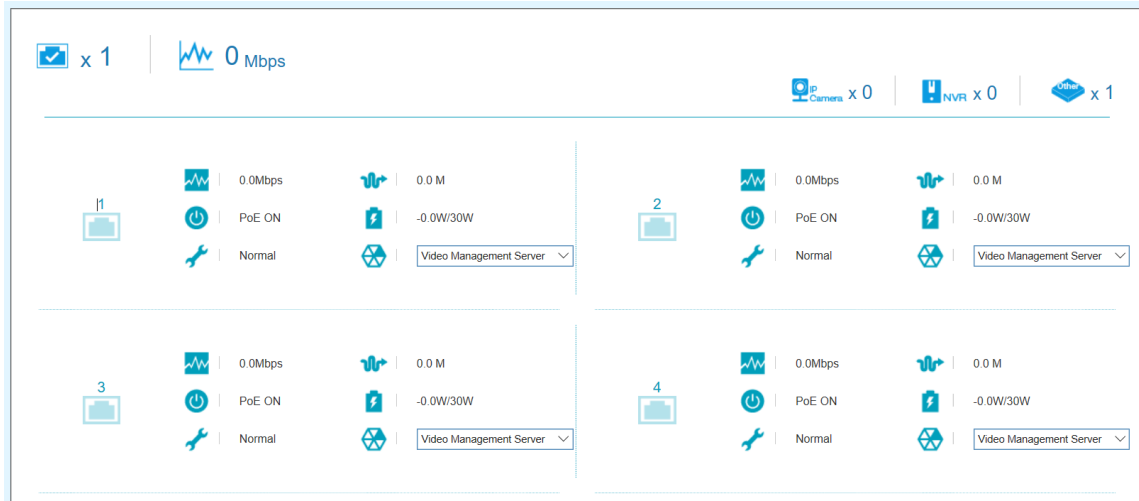 x 1 0 Mbps
IP Camera x 0 NVR x 0 Other x 1
1 0.0Mbps 0.0 M
PoE ON -0.0W/30W
Normal Video Management Server
2 0.0Mbps 0.0 M
PoE ON -0.0W/30W
Normal Video Management Server
3 0.0Mbps 0.0 M
PoE ON -0.0W/30W
Normal Video Management Server
4 0.0Mbps 0.0 M
PoE ON -0.0W/30W
Normal Video Management Server